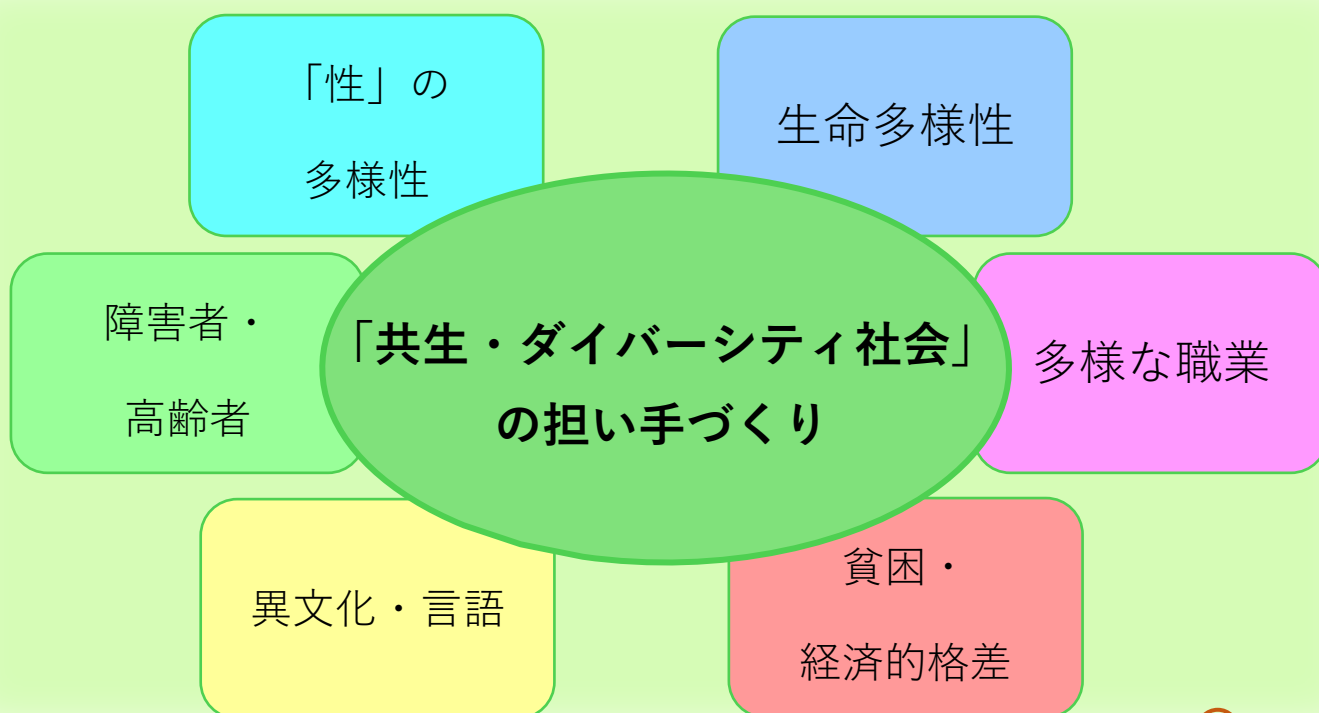 「性」の
多様性
生命多様性
障害者・
高齢者
「共生・ダイバーシティ社会」
の担い手づくり
多様な職業
異文化・言語
貧困・
経済的格差